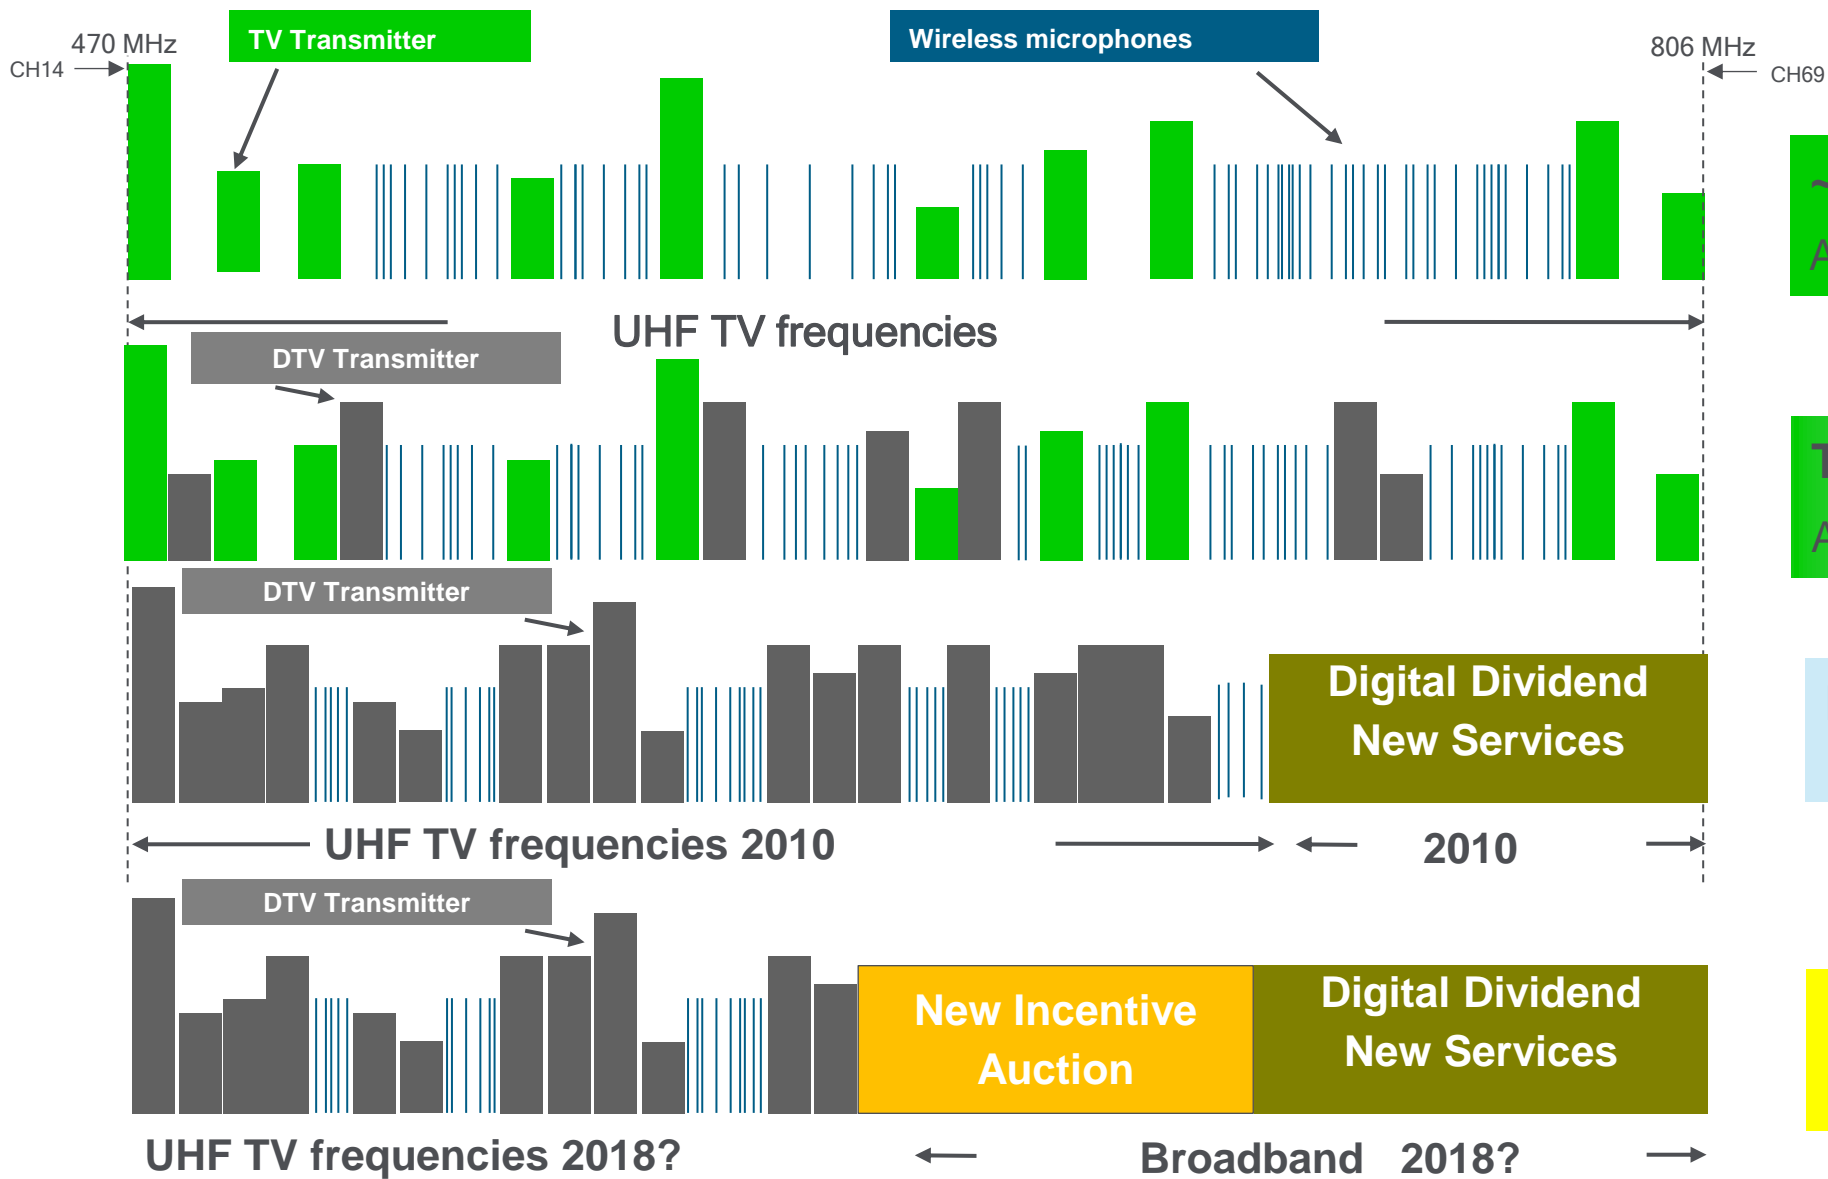 470 MHz
TV Transmitter
Wireless microphones
806 MHz
CH14
CH69
~
A
UHF TV frequencies
DTV Transmitter
T
A
DTV Transmitter
Digital Dividend
New Services
UHF TV frequencies 2010
2010
DTV Transmitter
New Incentive
Auction
Digital Dividend
New Services
UHF TV frequencies 2018?
Broadband 2018?